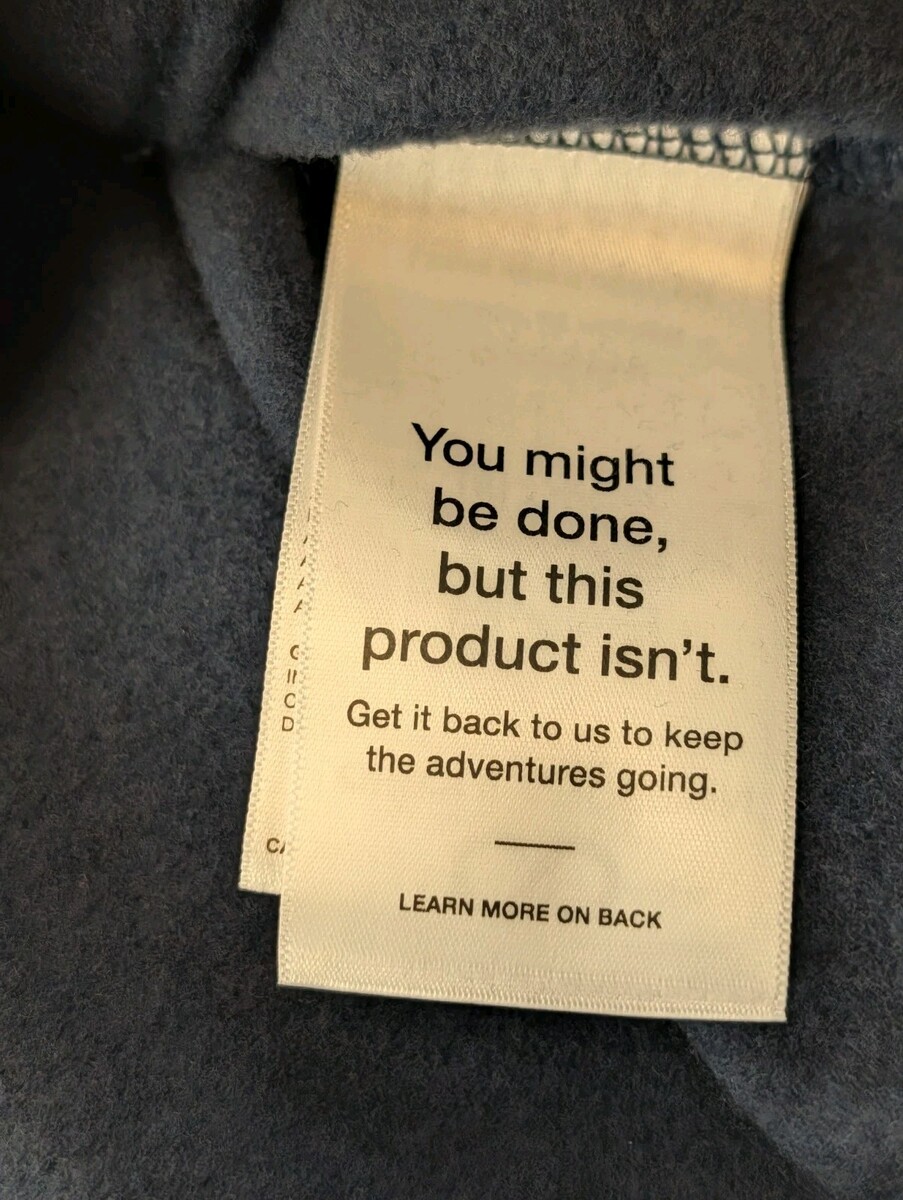 You might
be done,
but this
product isn't.
Get it back to us to keep
the adventures going.
LEARN MORE ON BACK